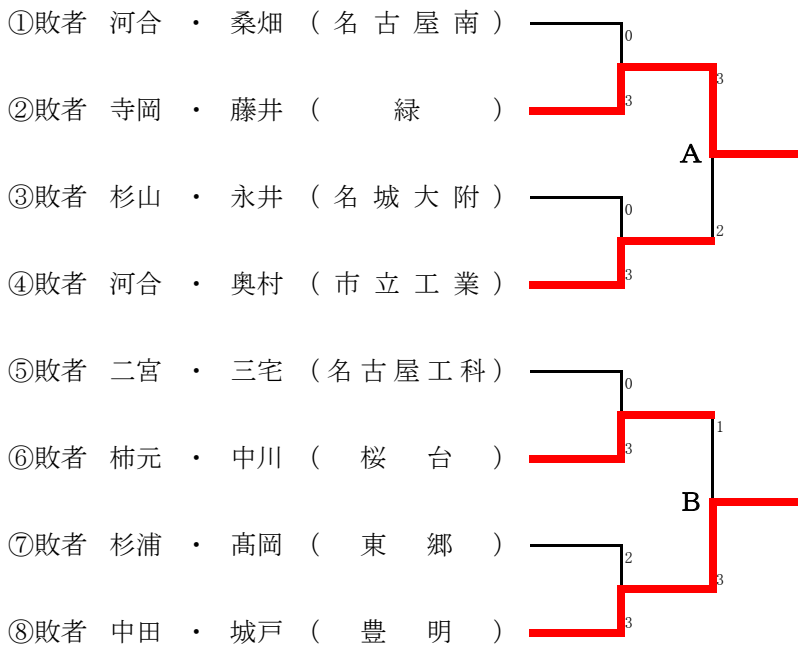 ①敗者 河合 ・ 桑畑 ( 名 古 屋 南 )
0
3
②敗者 寺岡 ・ 藤井 ( 緑 )
3
A
③敗者 杉山 ・ 永井 ( 名 城 大 附 )
0
2
④敗者 河合 ・ 奥村 ( 市 立 工 業 )
3
⑤敗者 二宮 ・ 三宅 ( 名 古 屋 工 科 )
0
1
⑥敗者 柿元 ・ 中川 ( 桜 台 )
3
B
⑦敗者 杉浦 ・ 髙岡 ( 東 郷 )
2
3
⑧敗者 中田 ・ 城戸 ( 豊 明 )
3